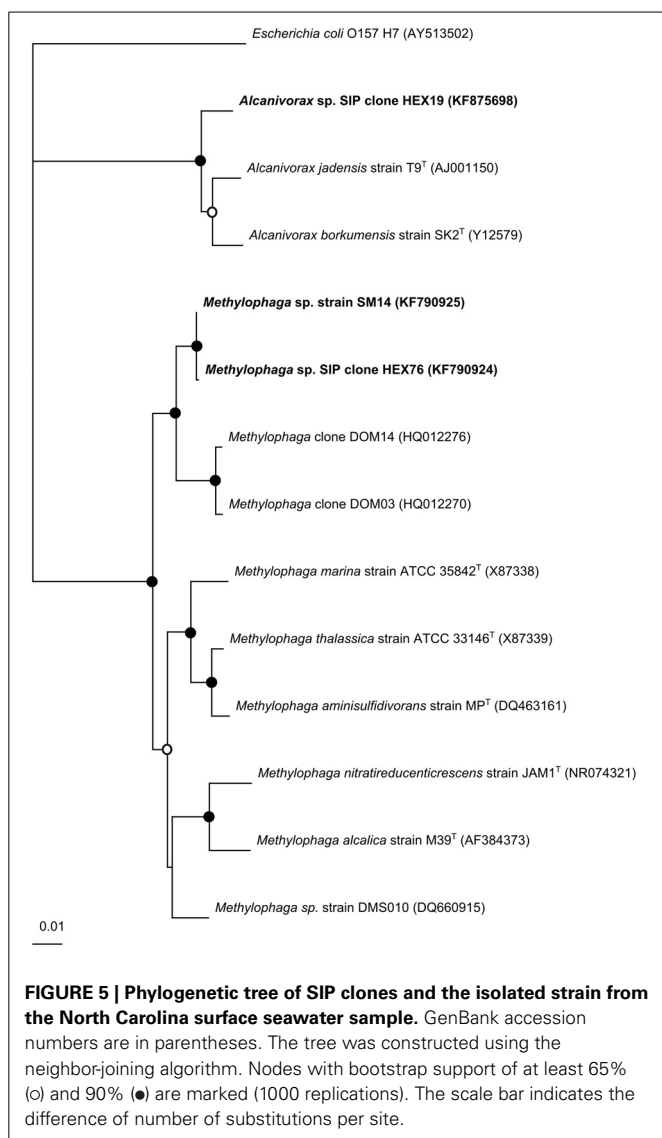 Escherichia coli O157 H7 (AY513502)
Alcanivorax sp. SIP clone HEX19 (KF875698)
Alcanivorax jadensis strain T9ᵀ (AJ001150)
Alcanivorax borkumensis strain SK2ᵀ (Y12579)
Methylophaga sp. strain SM14 (KF790925)
Methylophaga sp. SIP clone HEX76 (KF790924)
Methylophaga clone DOM14 (HQ012276)
Methylophaga clone DOM03 (HQ012270)
Methylophaga marina strain ATCC 35842ᵀ (X87338)
Methylophaga thalassica strain ATCC 33146ᵀ (X87339)
Methylophaga aminisulfidivorans strain MPᵀ (DQ463161)
Methylophaga nitratireducenticrescens strain JAM1ᵀ (NR074321)
Methylophaga alcalica strain M39ᵀ (AF384373)
Methylophaga sp. strain DMS010 (DQ660915)
0.01
FIGURE 5 | Phylogenetic tree of SIP clones and the isolated strain from
the North Carolina surface seawater sample. GenBank accession
numbers are in parentheses. The tree was constructed using the
neighbor-joining algorithm. Nodes with bootstrap support of at least 65%
(○) and 90% (●) are marked (1000 replications). The scale bar indicates the
difference of number of substitutions per site.